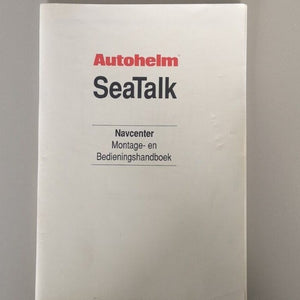 Autohelm
SeaTalk
Navcenter
Montage- en
Bedieningshandboek